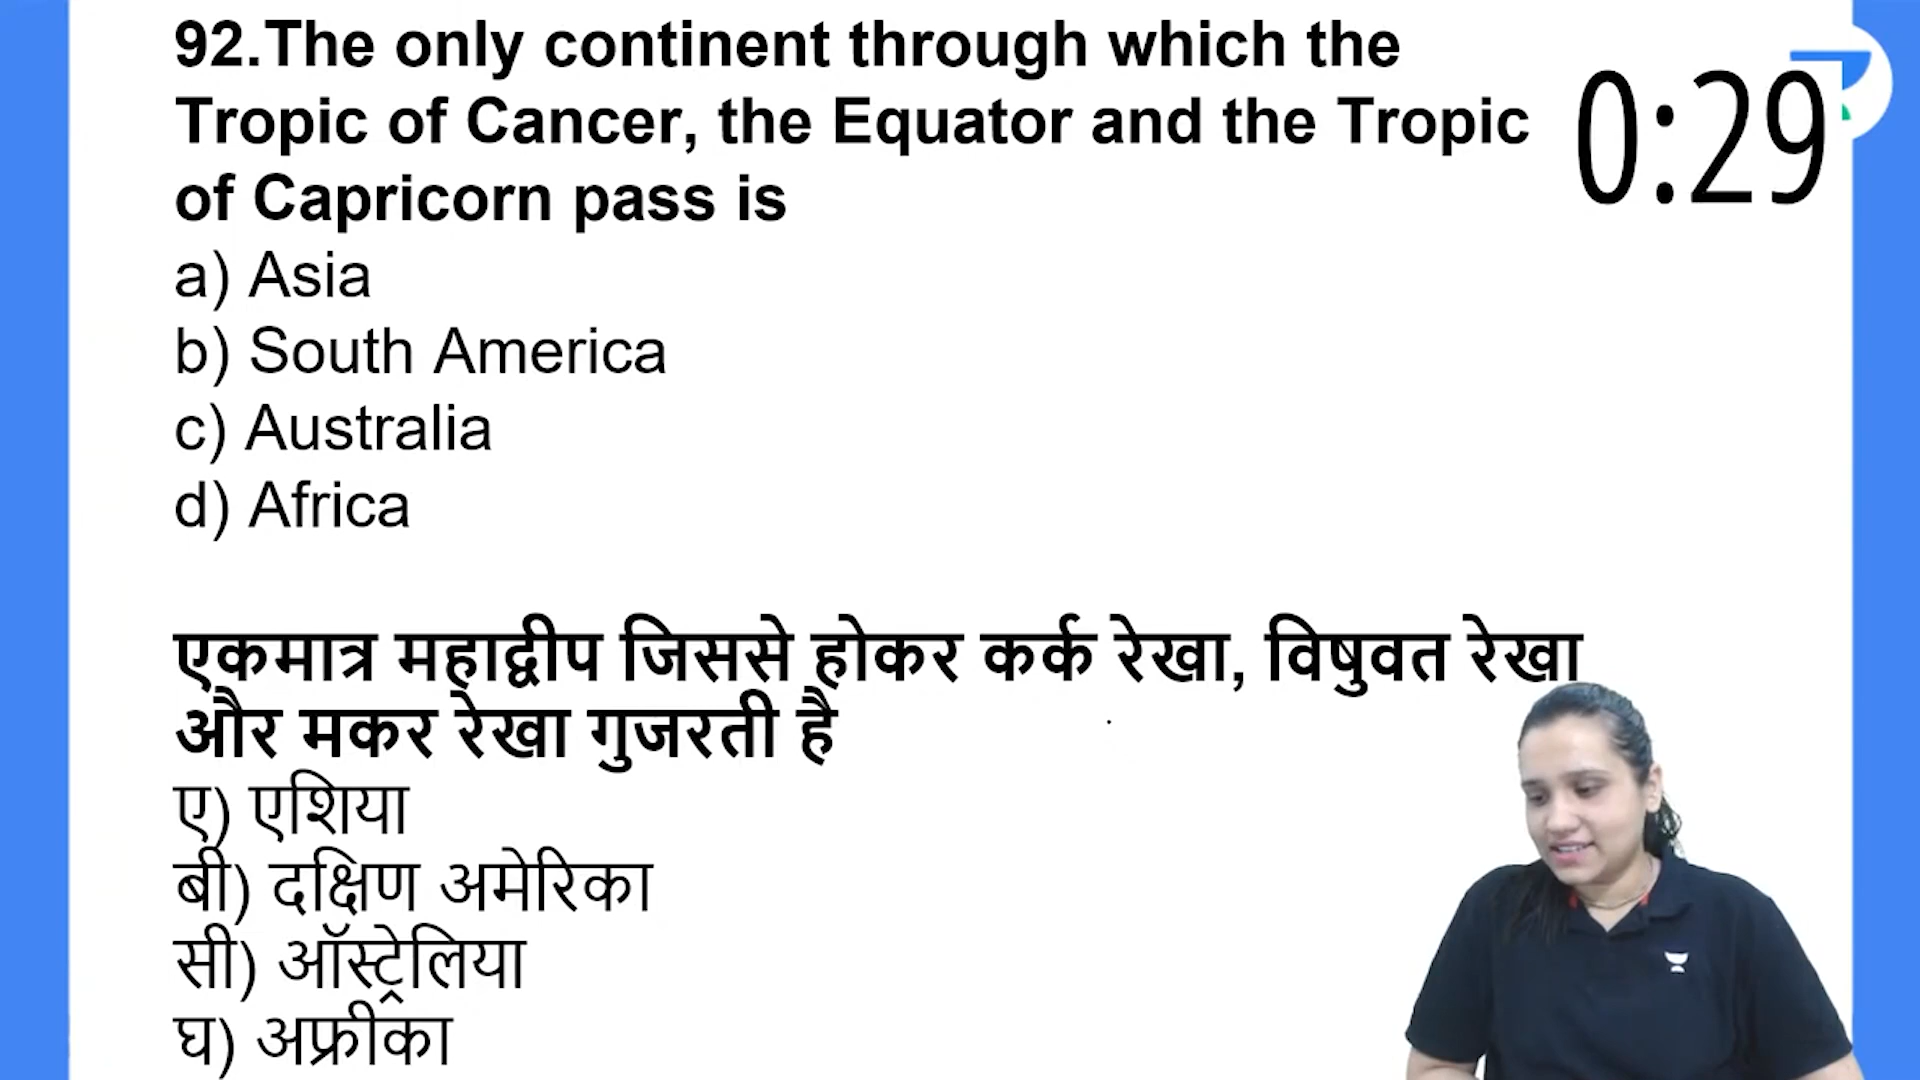 92.The only continent through which the
Tropic of Cancer, the Equator and the Tropic
of Capricorn pass is
a) Asia
b) South America
c) Australia
d) Africa
0:29
एकमात्र महाद्वीप जिससे होकर कर्क रेखा, विषुवत रेखा
और मकर रेखा गुजरती है
ए) एशिया
बी) दक्षिण अमेरिका
सी) ऑस्ट्रेलिया
घ) अफ्रीका